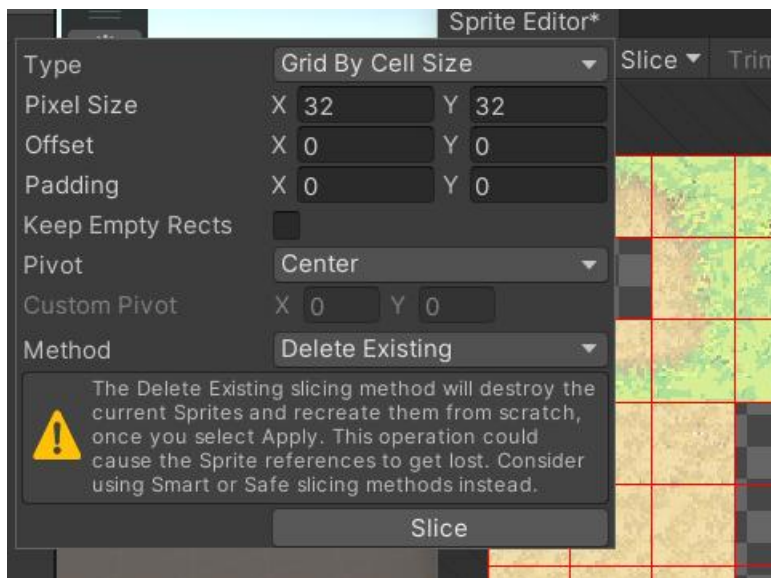 Sprite Editor*
Type Grid By Cell Size Slice Trim
Pixel Size X 32 Y 32
Offset X 0 Y 0
Padding X 0 Y 0
Keep Empty Rects
Pivot Center
Custom Pivot X 0 Y 0
Method Delete Existing
The Delete Existing slicing method will destroy the
current Sprites and recreate them from scratch,
once you select Apply. This operation could
cause the Sprite references to get lost. Consider
using Smart or Safe slicing methods instead.
Slice